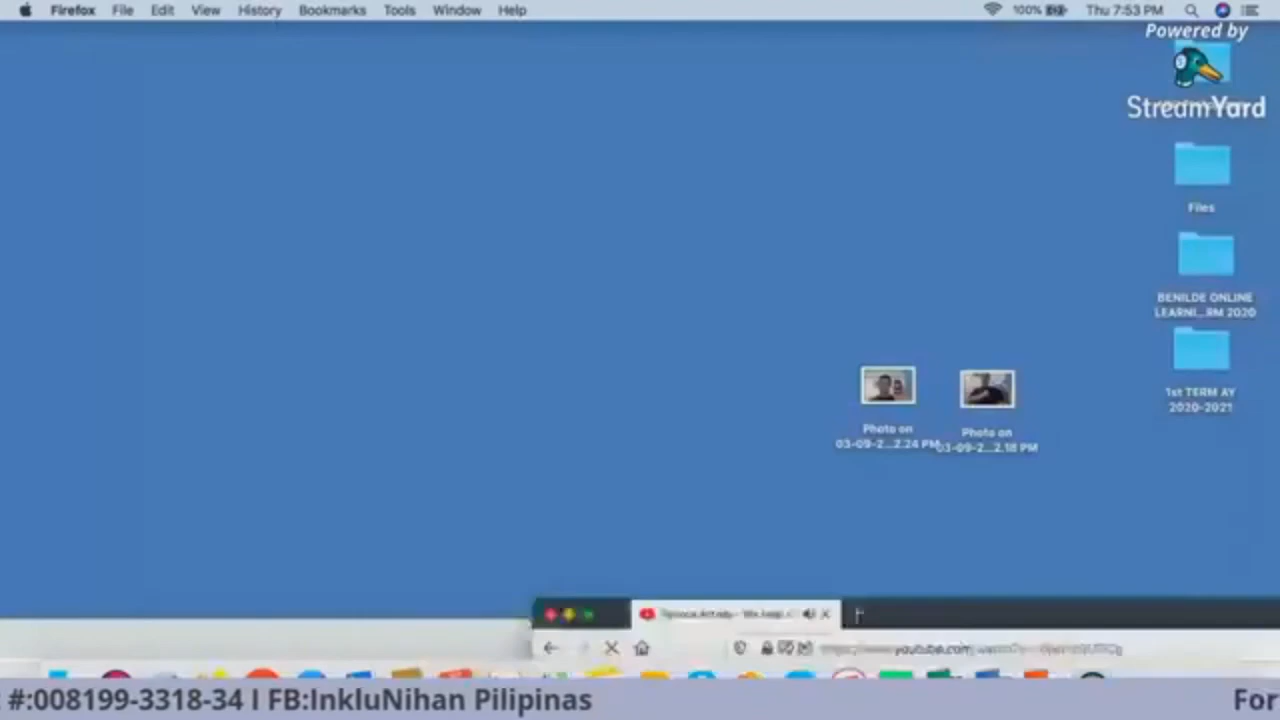 Firefox File Edit View History Bookmarks Tools Window Help
100% Thu 7:53 PM
Powered by
StreamYard
Files
BENILDE ONLINE
LEARNI...RM 2020
1st TERM AY
2020-2021
Photo on
03-09-2...2.24 PM
Photo on
03-09-2...2.18 PM
youtube.com
#:008199-3318-34 I FB:InkluNihan Pilipinas
For